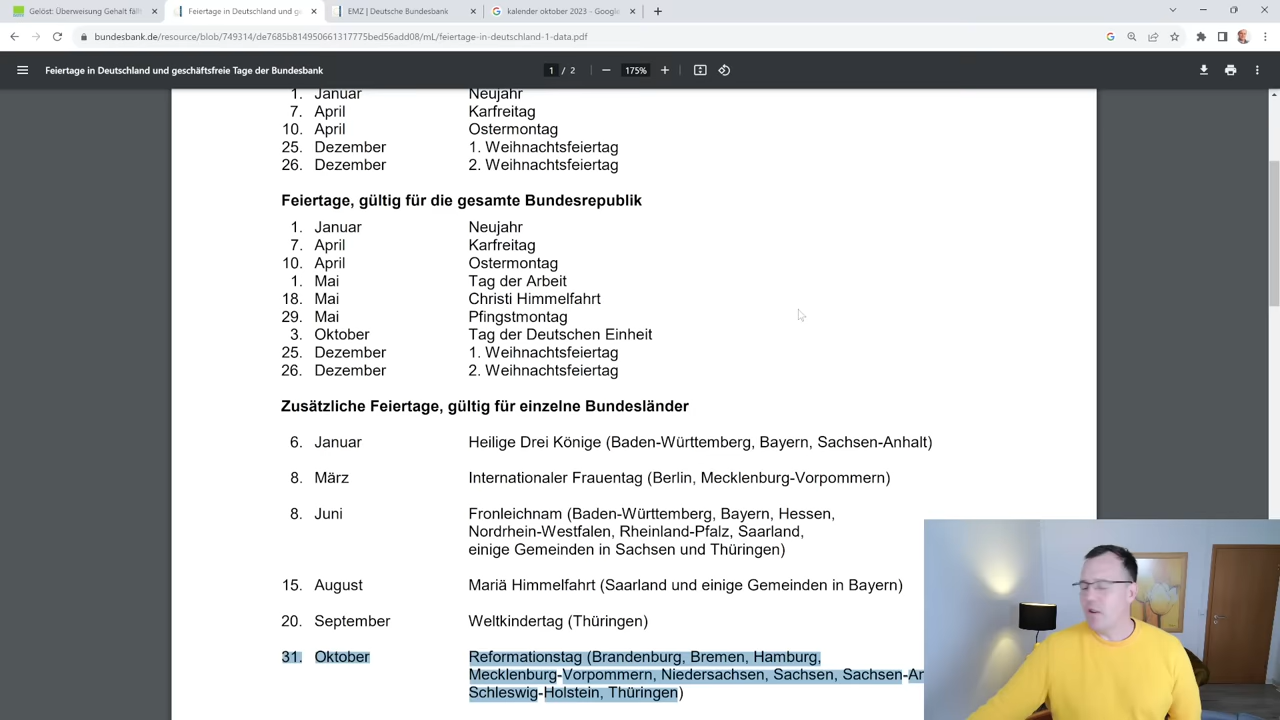 Gelöst: Überweisung Gehalt fäll
Feiertage in Deutschland und ge
EMZ | Deutsche Bundesbank
kalender oktober 2023 - Google
bundesbank.de/resource/blob/749314/de7685b814950661317775bed56add08/mL/feiertage-in-deutschland-1-data.pdf
Feiertage in Deutschland und geschäftsfreie Tage der Bundesbank
1 / 2
175%
1. Januar Neujahr
7. April Karfreitag
10. April Ostermontag
25. Dezember 1. Weihnachtsfeiertag
26. Dezember 2. Weihnachtsfeiertag
Feiertage, gültig für die gesamte Bundesrepublik
1. Januar Neujahr
7. April Karfreitag
10. April Ostermontag
1. Mai Tag der Arbeit
18. Mai Christi Himmelfahrt
29. Mai Pfingstmontag
3. Oktober Tag der Deutschen Einheit
25. Dezember 1. Weihnachtsfeiertag
26. Dezember 2. Weihnachtsfeiertag
Zusätzliche Feiertage, gültig für einzelne Bundesländer
6. Januar Heilige Drei Könige (Baden-Württemberg, Bayern, Sachsen-Anhalt)
8. März Internationaler Frauentag (Berlin, Mecklenburg-Vorpommern)
8. Juni Fronleichnam (Baden-Württemberg, Bayern, Hessen,
Nordrhein-Westfalen, Rheinland-Pfalz, Saarland,
einige Gemeinden in Sachsen und Thüringen)
15. August Mariä Himmelfahrt (Saarland und einige Gemeinden in Bayern)
20. September Weltkindertag (Thüringen)
31. Oktober Reformationstag (Brandenburg, Bremen, Hamburg,
Mecklenburg-Vorpommern, Niedersachsen, Sachsen, Sachsen-An
Schleswig-Holstein, Thüringen)